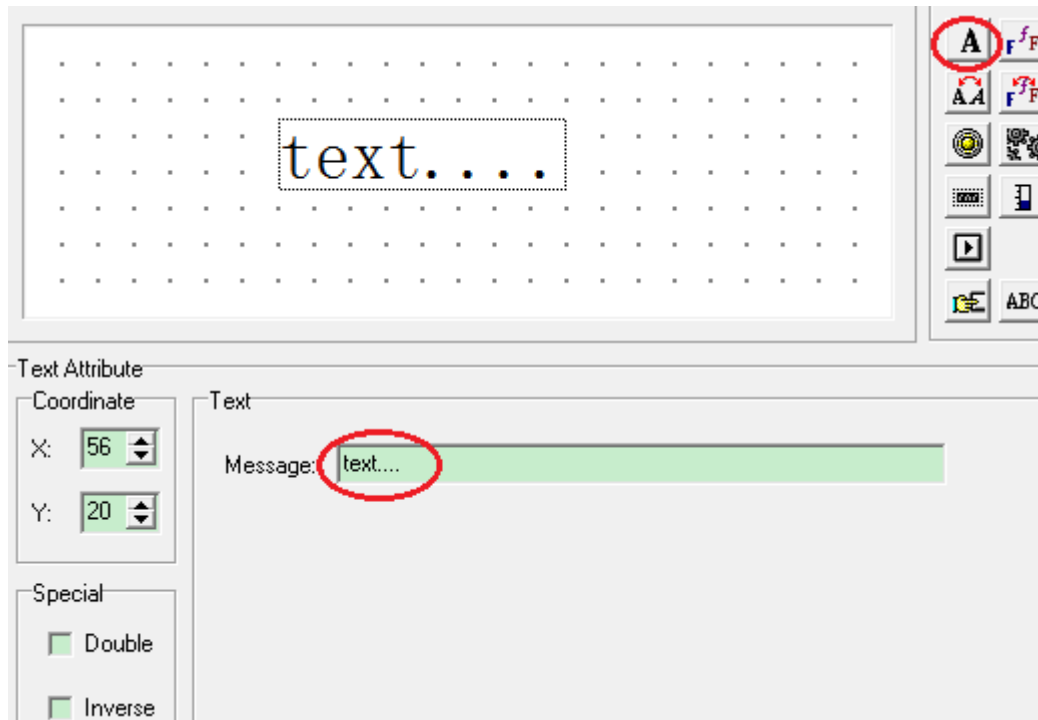 A
F f F
A A
F F
text....
ABC
Text Attribute
Coordinate
Text
X: 56
Message: text....
Y: 20
Special
Double
Inverse